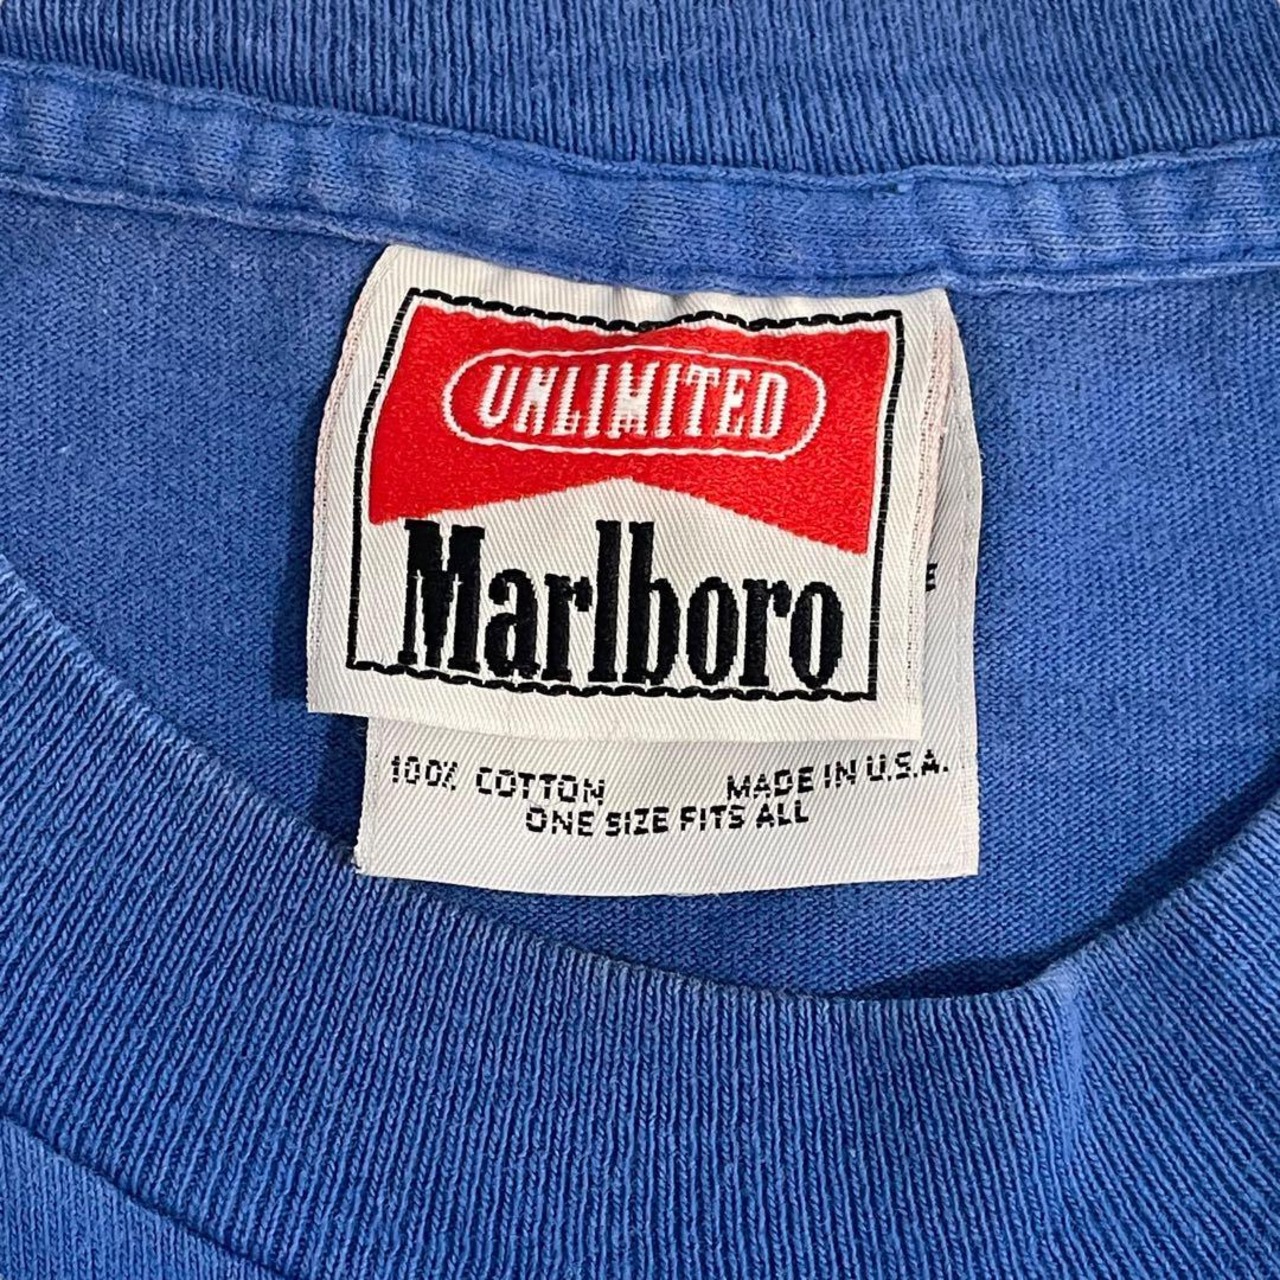 UNLIMITED
Marlboro
100% COTTON MADE IN U.S.A.
ONE SIZE FITS ALL